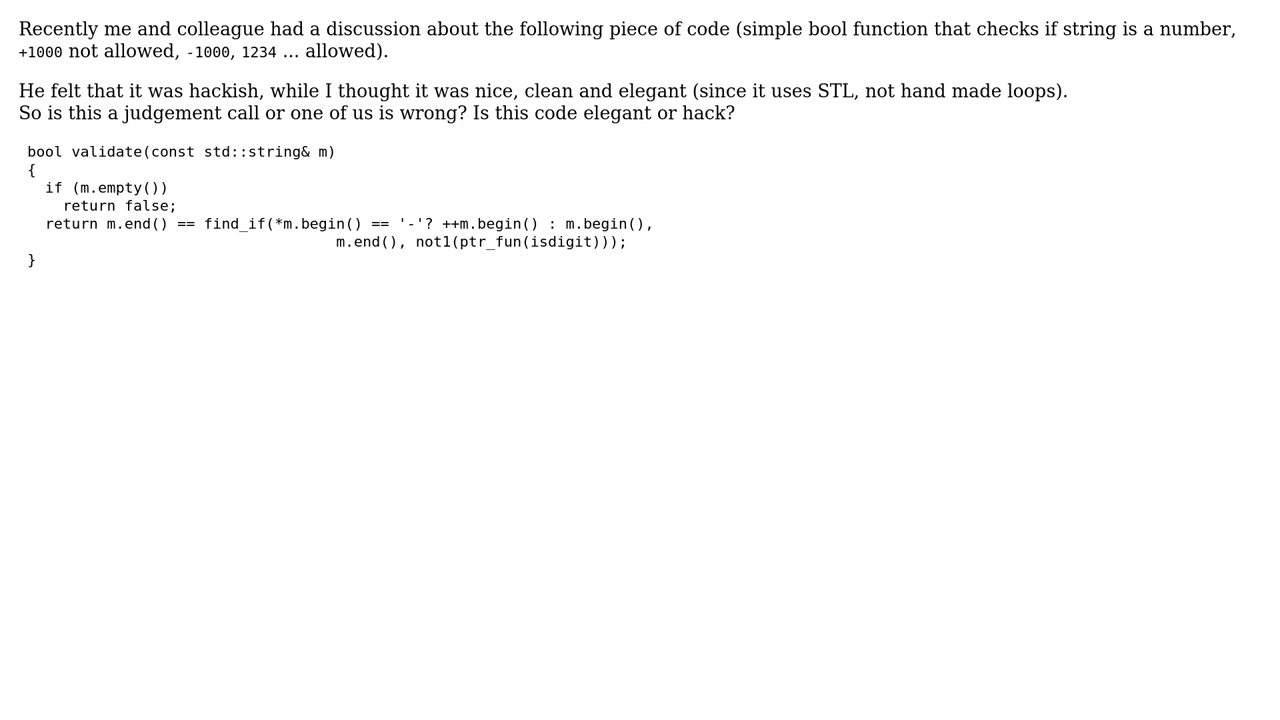 Recently me and colleague had a discussion about the following piece of code (simple bool function that checks if string is a number,
+1000 not allowed, -1000, 1234 ... allowed).
He felt that it was hackish, while I thought it was nice, clean and elegant (since it uses STL, not hand made loops).
So is this a judgement call or one of us is wrong? Is this code elegant or hack?
bool validate(const std::string& m)
{
  if (m.empty())
    return false;
  return m.end() == find_if(*m.begin() == '-'? ++m.begin() : m.begin(),
                                   m.end(), not1(ptr_fun(isdigit)));
}